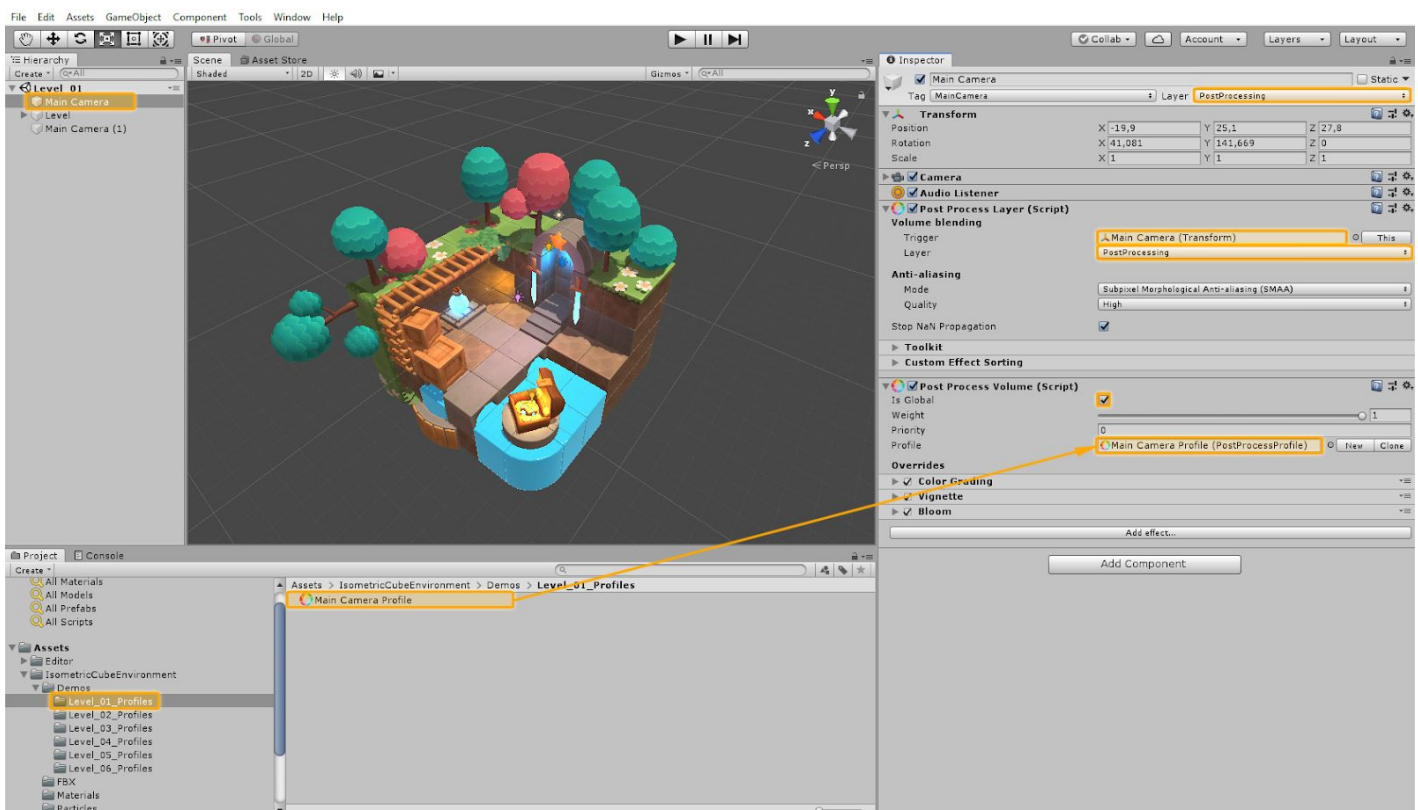 File Edit Assets GameObject Component Tools Window Help
Pivot Global Collab Account Layers Layout
Hierarchy
Create All
Level_01
Main Camera
Level
Main Camera (1)
Scene Asset Store
Shaded 2D Gizmos All
y
x
z
Persp
Inspector
Main Camera Static
Tag MainCamera Layer PostProcessing
Transform
Position X -19,9 Y 25,1 Z 27,8
Rotation X 41,081 Y 141,669 Z 0
Scale X 1 Y 1 Z 1
Camera
Audio Listener
Post Process Layer (Script)
Volume blending
Trigger Main Camera (Transform) This
Layer PostProcessing
Anti-aliasing
Mode Subpixel Morphological Anti-aliasing (SMAA)
Quality High
Stop NaN Propagation
Toolkit
Custom Effect Sorting
Post Process Volume (Script)
Is Global
Weight 1
Priority 0
Profile Main Camera Profile (PostProcessProfile) New Clone
Overrides
Color Grading
Vignette
Bloom
Add effect...
Add Component
Project Console
Create
All Materials
All Models
All Prefabs
All Scripts
Assets
Editor
IsometricCubeEnvironment
Demos
Level_01_Profiles
Level_02_Profiles
Level_03_Profiles
Level_04_Profiles
Level_05_Profiles
Level_06_Profiles
FBX
Materials
Particles
Assets > IsometricCubeEnvironment > Demos > Level_01_Profiles
Main Camera Profile